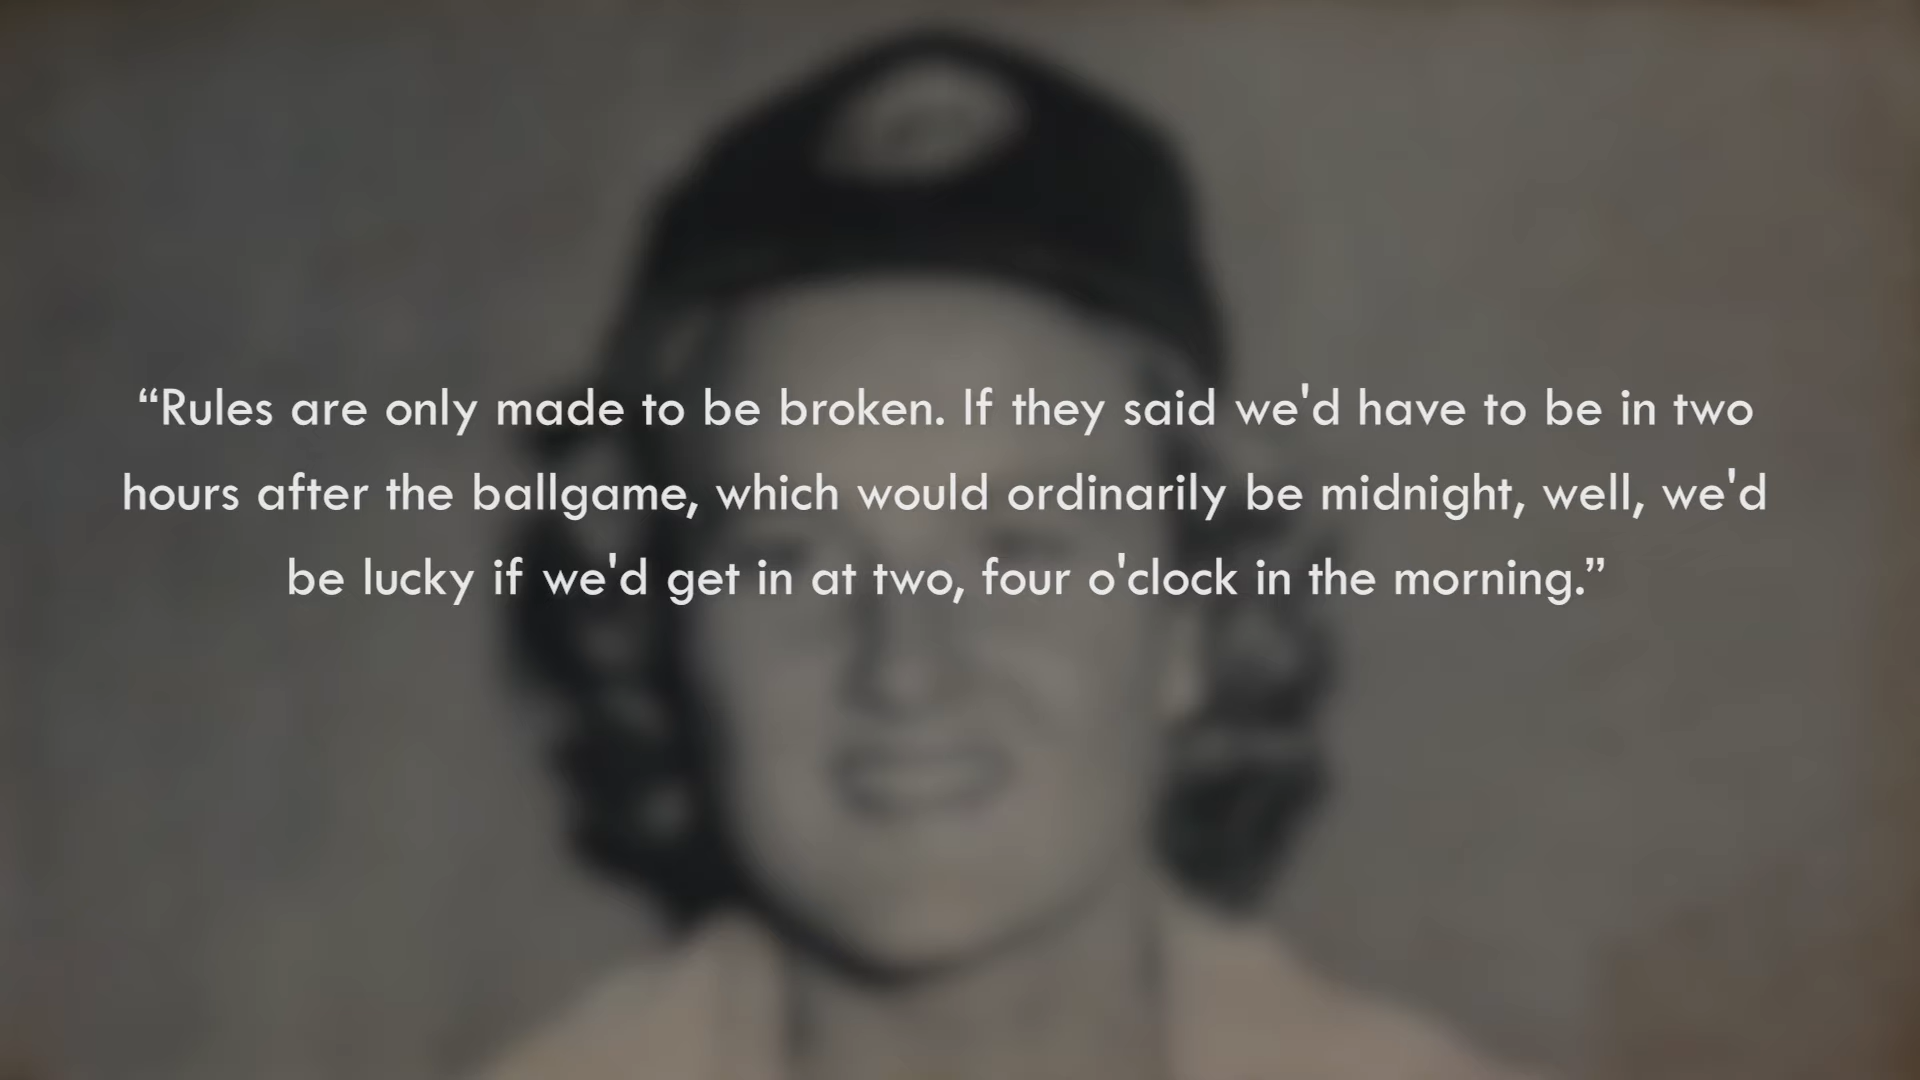 “Rules are only made to be broken. If they said we'd have to be in two
hours after the ballgame, which would ordinarily be midnight, well, we'd
be lucky if we'd get in at two, four o'clock in the morning.”